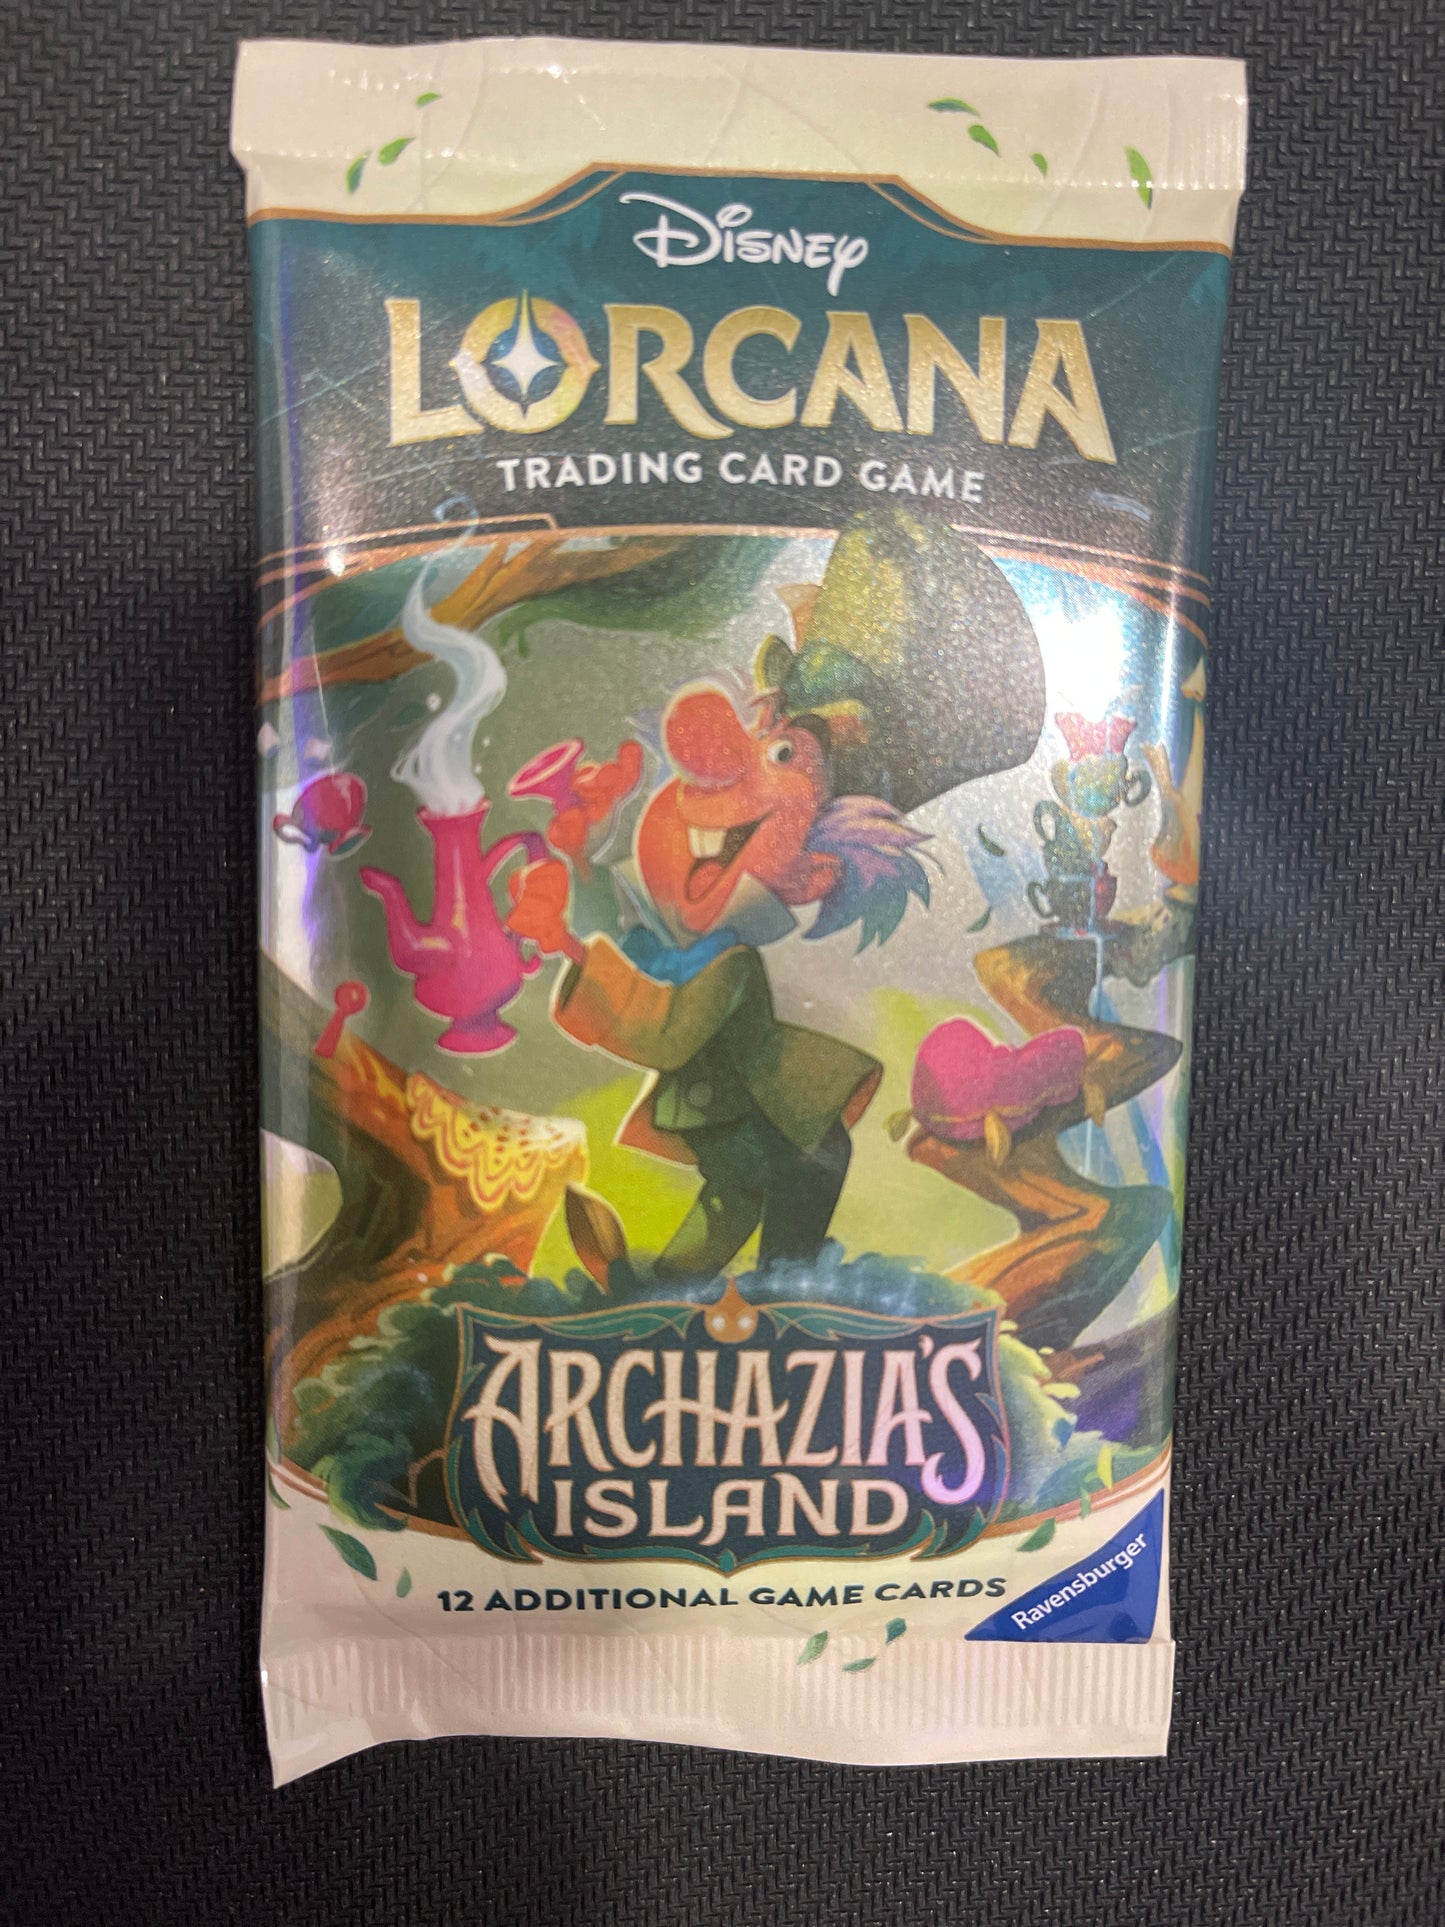 Disney
LORCANA
TRADING CARD GAME
ARCHAZIA'S
ISLAND
12 ADDITIONAL GAME CARDS
Ravensburger